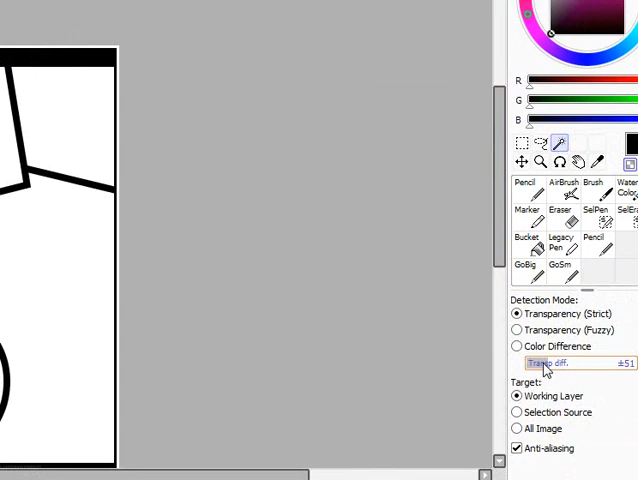 R
G
B
Pencil AirBrush Brush Water Color
Marker Eraser SelPen SelEra
Bucket Legacy Pen Pencil
GoBig GoSm
Detection Mode:
Transparency (Strict)
Transparency (Fuzzy)
Color Difference
Transp diff. ±51
Target:
Working Layer
Selection Source
All Image
Anti-aliasing